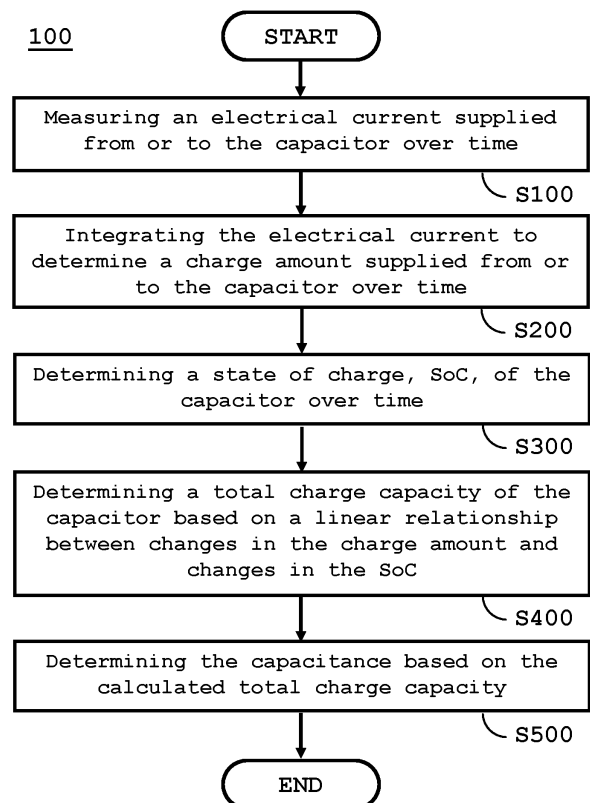 100
START
Measuring an electrical current supplied
from or to the capacitor over time
S100
Integrating the electrical current to
determine a charge amount supplied from or
to the capacitor over time
S200
Determining a state of charge, SoC, of the
capacitor over time
S300
Determining a total charge capacity of the
capacitor based on a linear relationship
between changes in the charge amount and
changes in the SoC
S400
Determining the capacitance based on the
calculated total charge capacity
S500
END